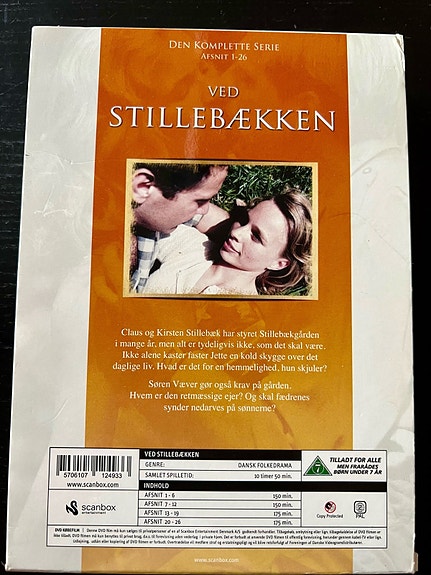 DEN KOMPLETTE SERIE
AFSNIT 1-26
VED
STILLEBÆKKEN
Claus og Kirsten Stillebæk har styret Stillebækgården
i mange år, men alt er tydeligvis ikke, som det skal være.
Ikke alene kaster faster Jette en kold skygge over det
daglige liv. Hvad er det for en hemmelighed, hun skjuler?
Søren Væver gør også krav på gården.
Hvem er den retmæssige ejer? Og skal fædrenes
synder nedarves på sønnerne?
5706107 124933
www.scanbox.com
scanbox
entertainment
VED STILLEBÆKKEN
GENRE: DANSK FOLKEDRAMA
SAMLET SPILLETID: 10 timer 50 min.
INDHOLD
AFSNIT 1 - 6 150 min.
AFSNIT 7 - 12 150 min.
AFSNIT 13 - 19 175 min.
AFSNIT 20 - 26 175 min.
7
TILLADT FOR ALLE
MEN FRARÅDES
BØRN UNDER 7 ÅR
Copy Protected
PAL
www.scanbox.com